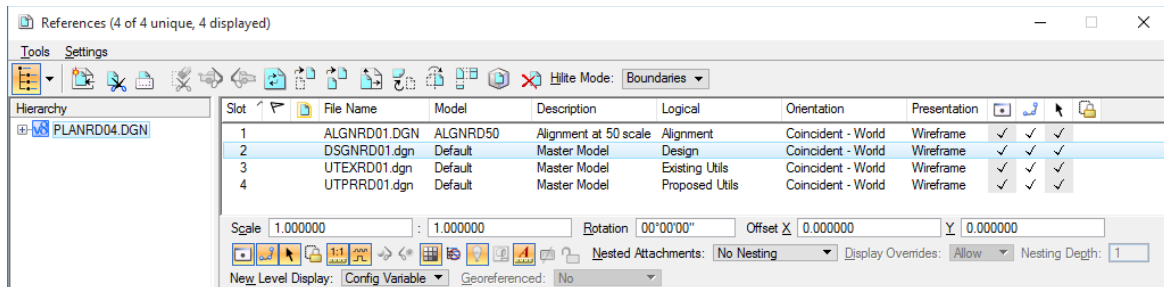 References (4 of 4 unique, 4 displayed)
Tools Settings
Hilite Mode: Boundaries
Hierarchy Slot File Name Model Description Logical Orientation Presentation
PLANRD04.DGN
1 ALGNRD01.DGN ALGNRD50 Alignment at 50 scale Alignment Coincident - World Wireframe
2 DSGNRD01.dgn Default Master Model Design Coincident - World Wireframe
3 UTEXRD01.dgn Default Master Model Existing Utils Coincident - World Wireframe
4 UTPRRD01.dgn Default Master Model Proposed Utils Coincident - World Wireframe
Scale 1.000000 : 1.000000 Rotation 00°00'00" Offset X 0.000000 Y 0.000000
1:1 A Nested Attachments: No Nesting Display Overrides: Allow Nesting Depth: 1
New Level Display: Config Variable Georeferenced: No